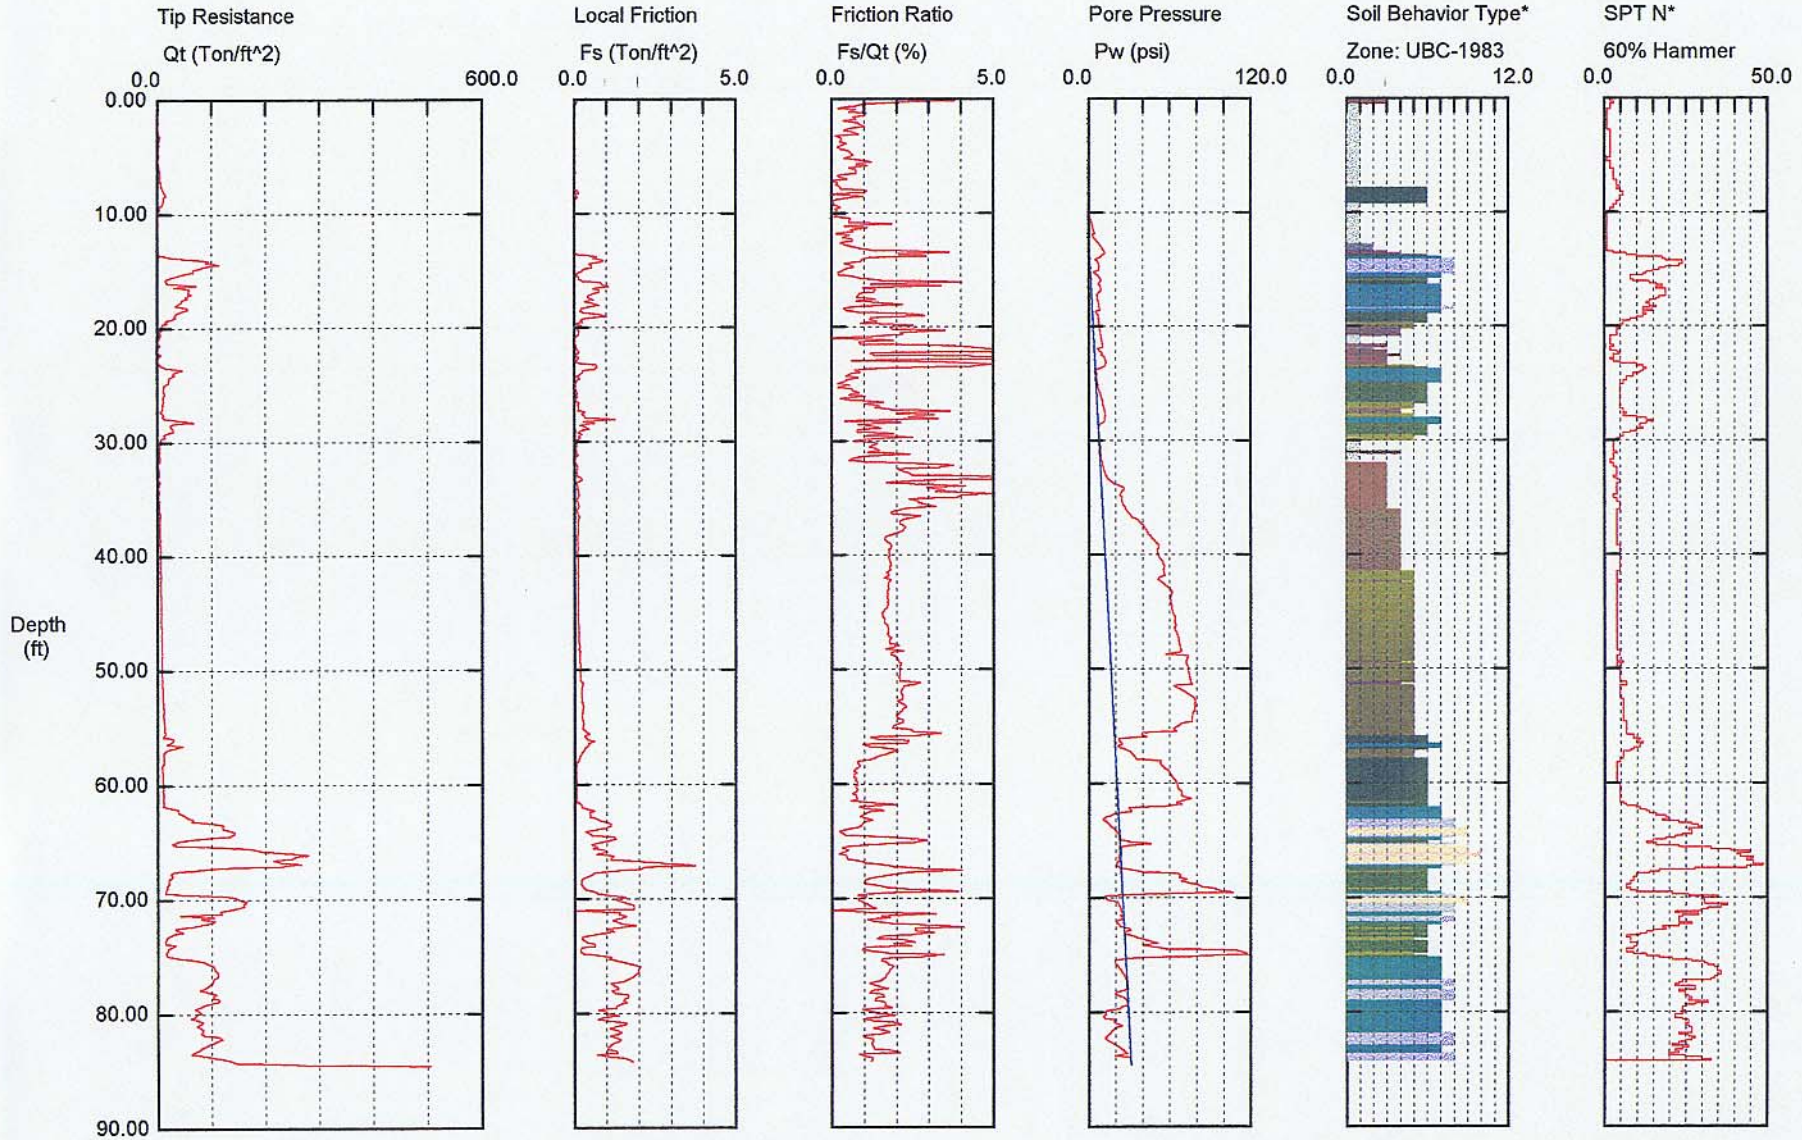 Tip Resistance
Local Friction
Friction Ratio
Pore Pressure
Soil Behavior Type*
SPT N*
Qt (Ton/ft^2)
Fs (Ton/ft^2)
Fs/Qt (%)
Pw (psi)
Zone: UBC-1983
60% Hammer
0.0 600.0
0.0 5.0
0.0 5.0
0.0 120.0
0.0 12.0
0.0 50.0
0.00
10.00
20.00
30.00
40.00
Depth
(ft)
50.00
60.00
70.00
80.00
90.00